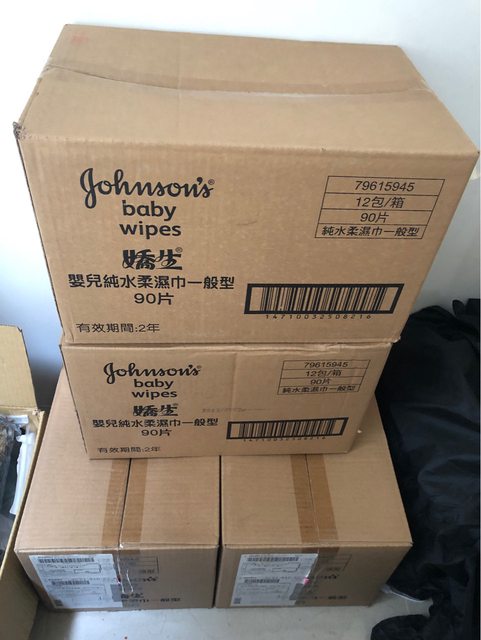 Johnson's®
baby
wipes
嬌生®
嬰兒純水柔濕巾一般型
90片
有效期間:2年
79615945
12包/箱
90片
純水柔濕巾一般型
14710032508216
Johnson's®
baby
wipes
嬌生®
嬰兒純水柔濕巾一般型
90片
有效期間:2年
79615945
12包/箱
90片
純水柔濕巾一般型
14710032508216